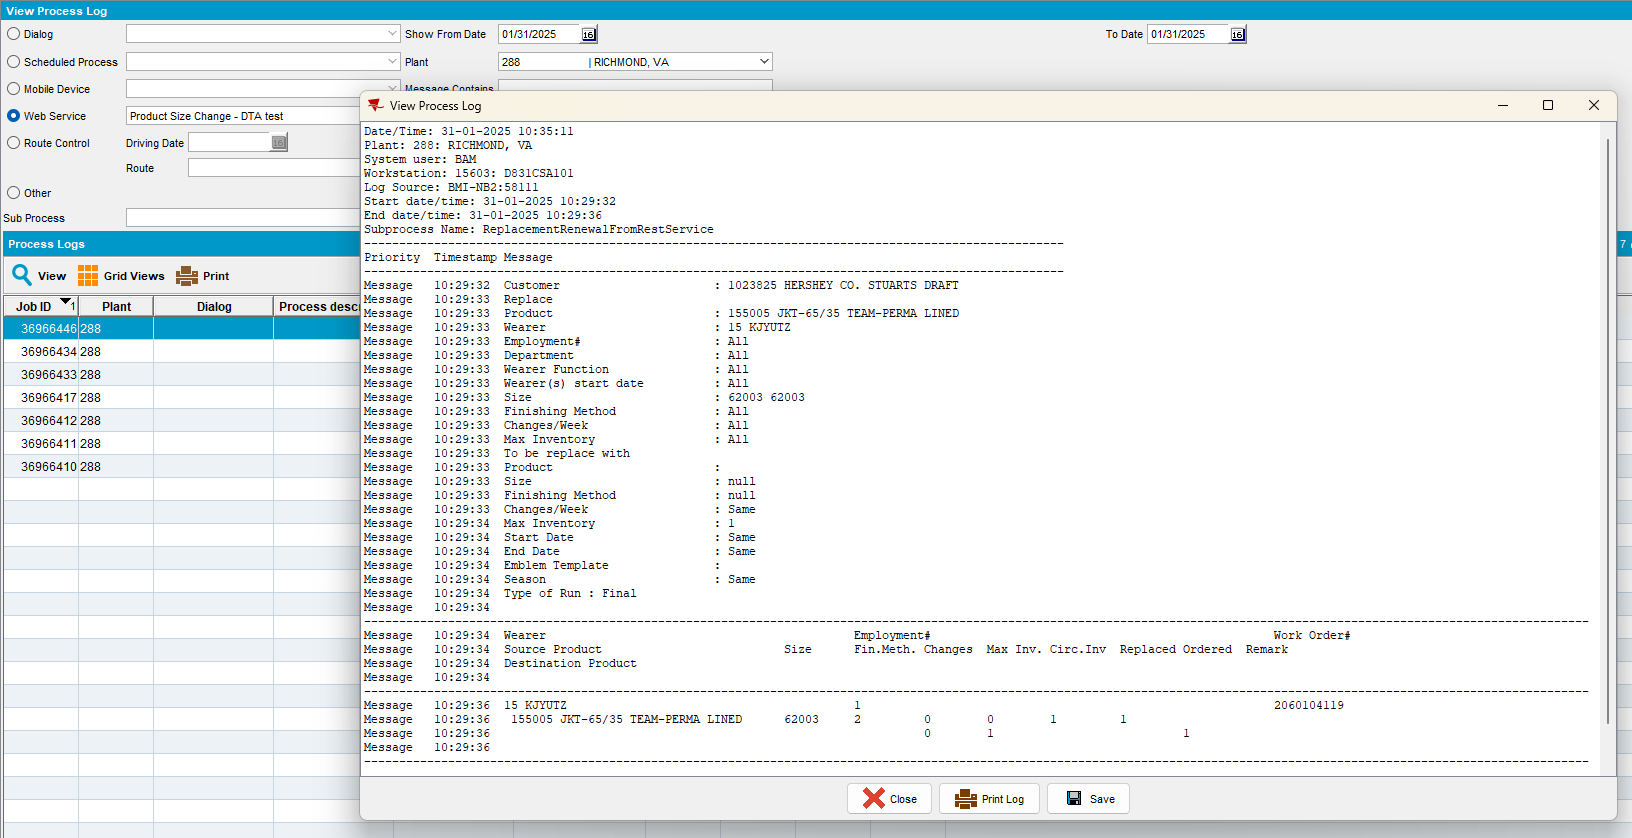 View Process Log
Dialog
Show From Date 01/31/2025 16
To Date 01/31/2025 16
Scheduled Process
Plant 288 | RICHMOND, VA
Mobile Device
Message Contains
Web Service Product Size Change - DTA test
Route Control Driving Date 16
Route
Other
Sub Process
Process Logs
7
View Grid Views Print
Job ID 1 Plant Dialog Process desc
36966446 288
36966434 288
36966433 288
36966417 288
36966412 288
36966411 288
36966410 288
View Process Log
Date/Time: 31-01-2025 10:35:11
Plant: 288: RICHMOND, VA
System user: BAM
Workstation: 15603: D831CSA101
Log Source: BMI-NB2:58111
Start date/time: 31-01-2025 10:29:32
End date/time: 31-01-2025 10:29:36
Subprocess Name: ReplacementRenewalFromRestService
Priority Timestamp Message
Message 10:29:32 Customer : 1023825 HERSHEY CO. STUARTS DRAFT
Message 10:29:33 Replace
Message 10:29:33 Product : 155005 JKT-65/35 TEAM-PERMA LINED
Message 10:29:33 Wearer : 15 KJYUTZ
Message 10:29:33 Employment# : All
Message 10:29:33 Department : All
Message 10:29:33 Wearer Function : All
Message 10:29:33 Wearer(s) start date : All
Message 10:29:33 Size : 62003 62003
Message 10:29:33 Finishing Method : All
Message 10:29:33 Changes/Week : All
Message 10:29:33 Max Inventory : All
Message 10:29:33 To be replace with
Message 10:29:33 Product :
Message 10:29:33 Size : null
Message 10:29:33 Finishing Method : null
Message 10:29:33 Changes/Week : Same
Message 10:29:34 Max Inventory : 1
Message 10:29:34 Start Date : Same
Message 10:29:34 End Date : Same
Message 10:29:34 Emblem Template :
Message 10:29:34 Season : Same
Message 10:29:34 Type of Run : Final
Message 10:29:34
Message 10:29:34 Wearer Employment# Work Order#
Message 10:29:34 Source Product Size Fin.Meth. Changes Max Inv. Circ.Inv Replaced Ordered Remark
Message 10:29:34 Destination Product
Message 10:29:34
Message 10:29:36 15 KJYUTZ 1 2060104119
Message 10:29:36 155005 JKT-65/35 TEAM-PERMA LINED 62003 2 0 0 1 1
Message 10:29:36 0 1 1
Message 10:29:36
Close Print Log Save